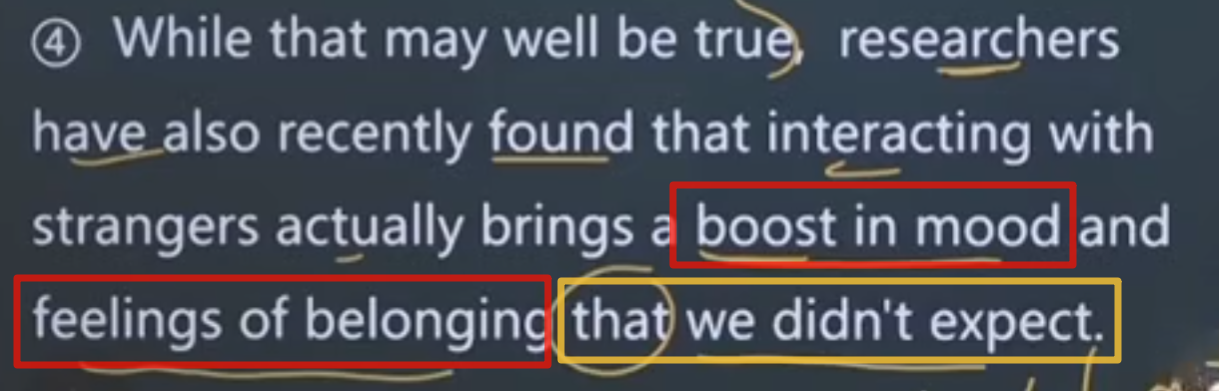 ④ While that may well be true, researchers
have also recently found that interacting with
strangers actually brings a boost in mood and
feelings of belonging that we didn't expect.